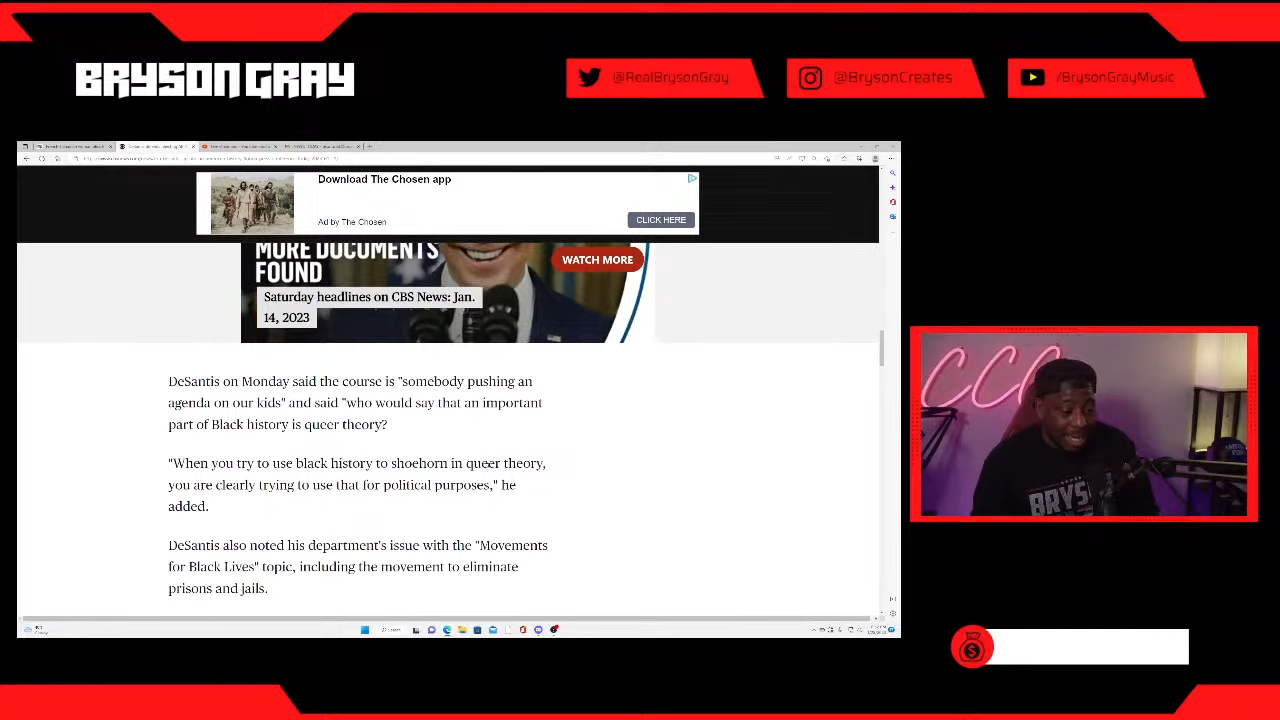 BRYSON GRAY
@RealBrysonGray
@BrysonCreates
/BrysonGrayMusic
Download The Chosen app
Ad by The Chosen
CLICK HERE
MORE DOCUMENTS
FOUND
WATCH MORE
Saturday headlines on CBS News: Jan.
14, 2023
DeSantis on Monday said the course is "somebody pushing an
agenda on our kids" and said "who would say that an important
part of Black history is queer theory?
"When you try to use black history to shoehorn in queer theory,
you are clearly trying to use that for political purposes," he
added.
DeSantis also noted his department's issue with the "Movements
for Black Lives" topic, including the movement to eliminate
prisons and jails.
CCC
BRYS